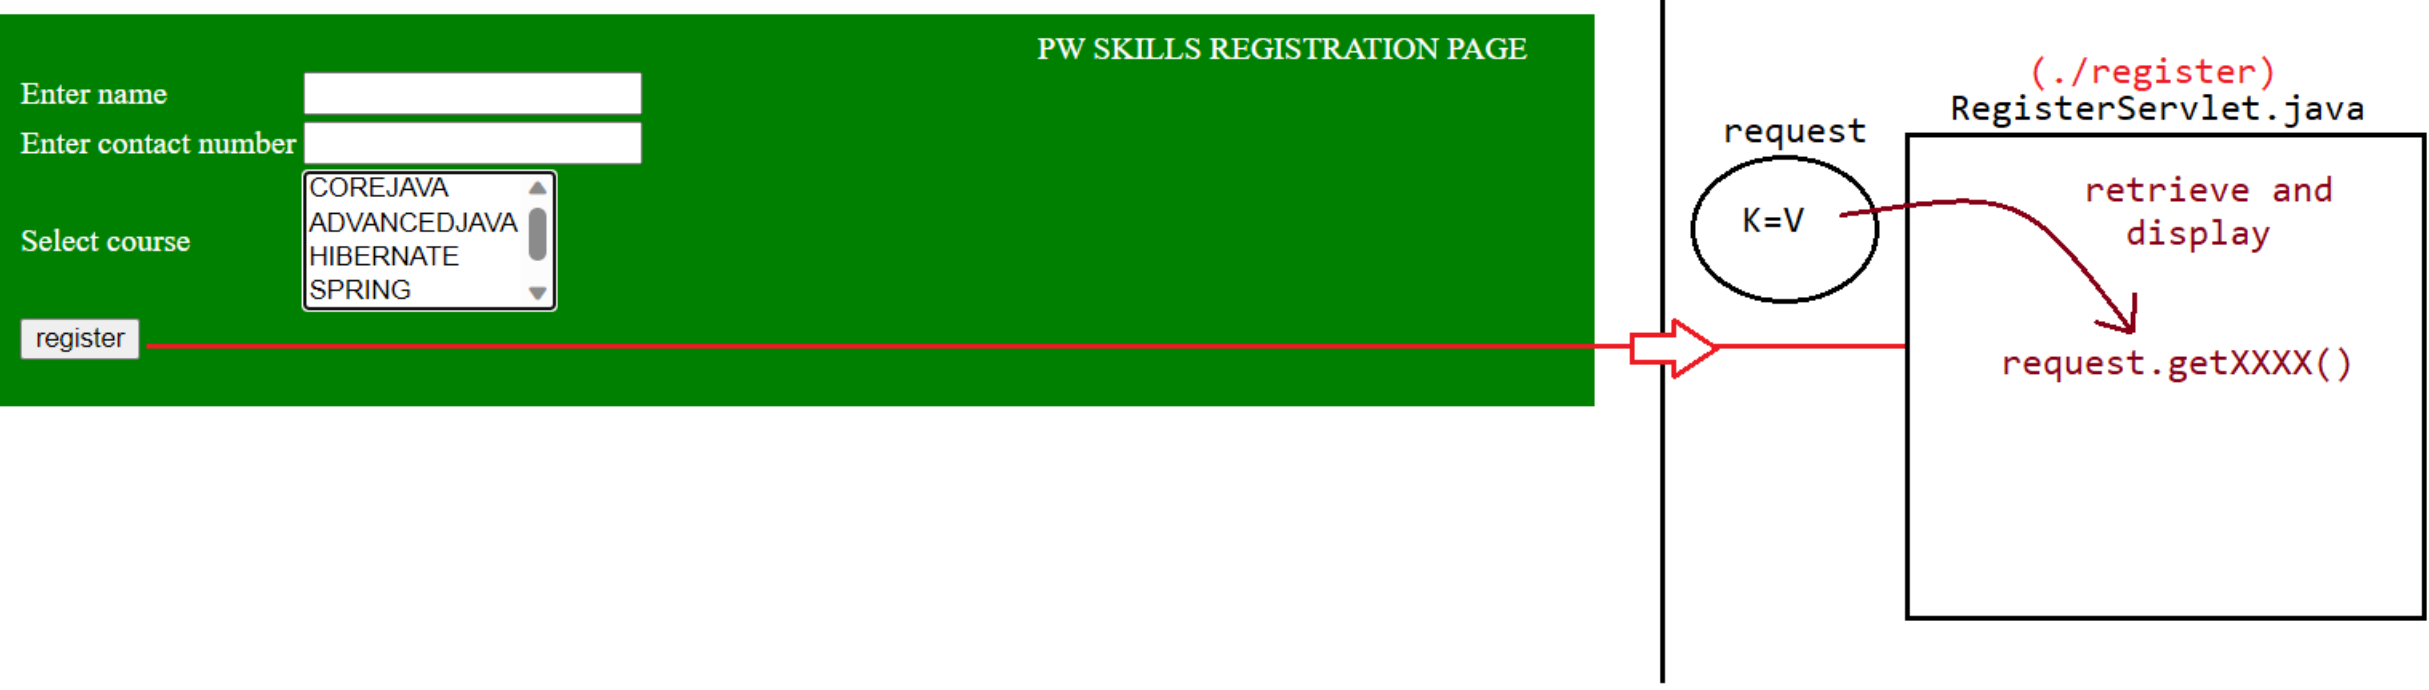 PW SKILLS REGISTRATION PAGE
Enter name
Enter contact number
Select course
COREJAVA
ADVANCEDJAVA
HIBERNATE
SPRING
register
request
K=V
(./register)
RegisterServlet.java
retrieve and
display
request.getXXXX()